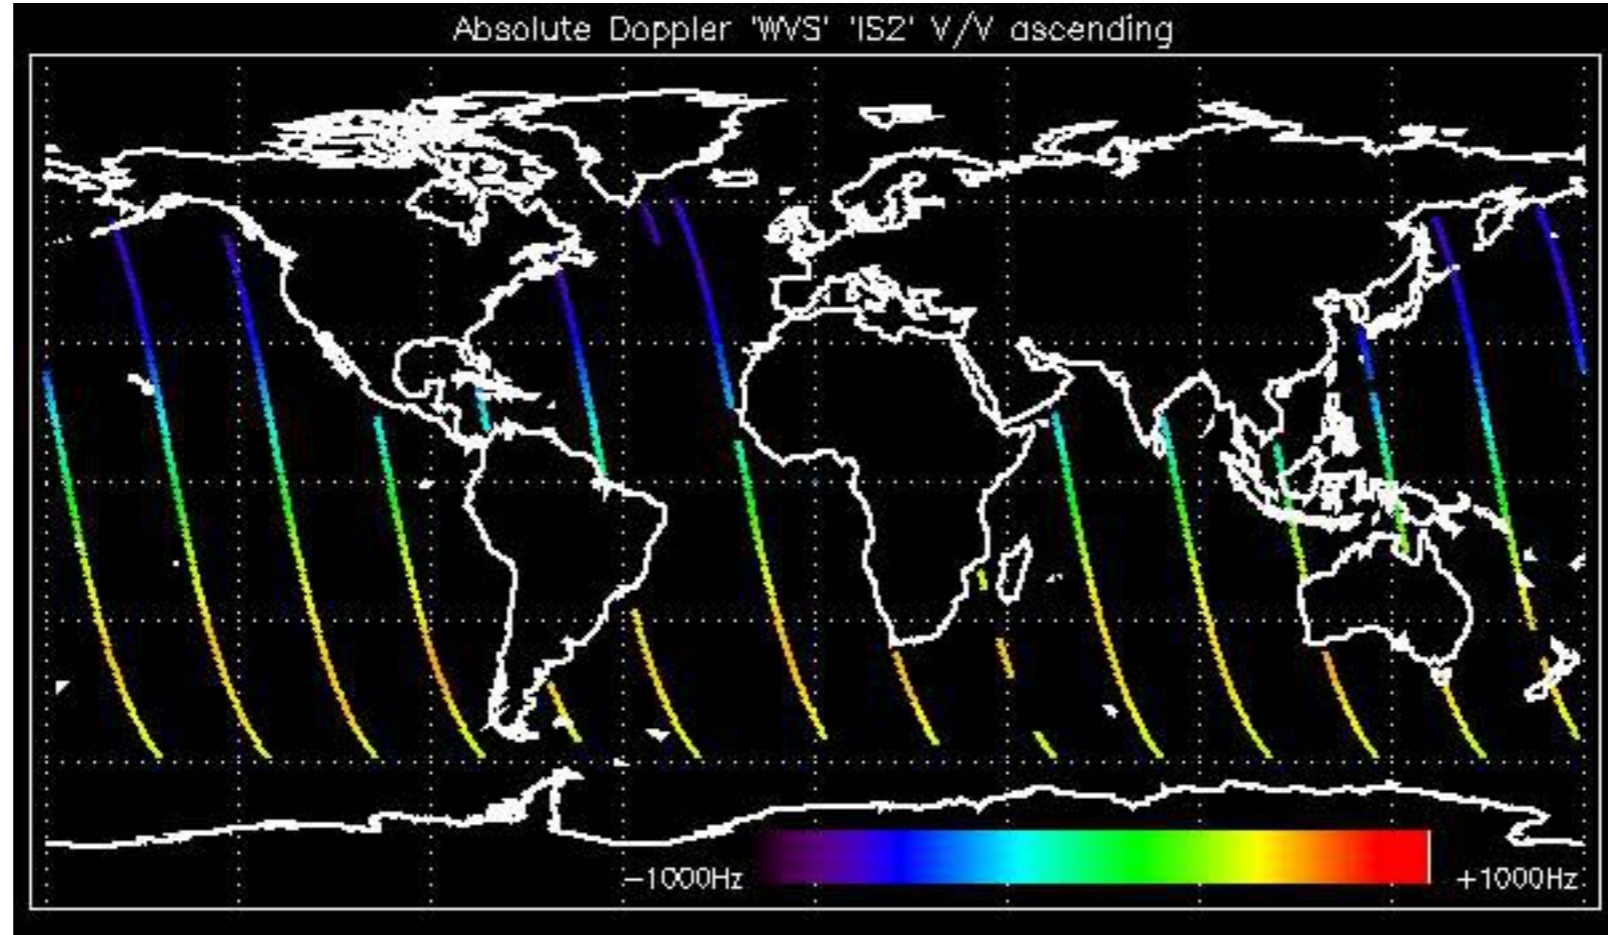 Absolute Doppler 'WVS' 'IS2' V/V ascending
−1000Hz
+1000Hz